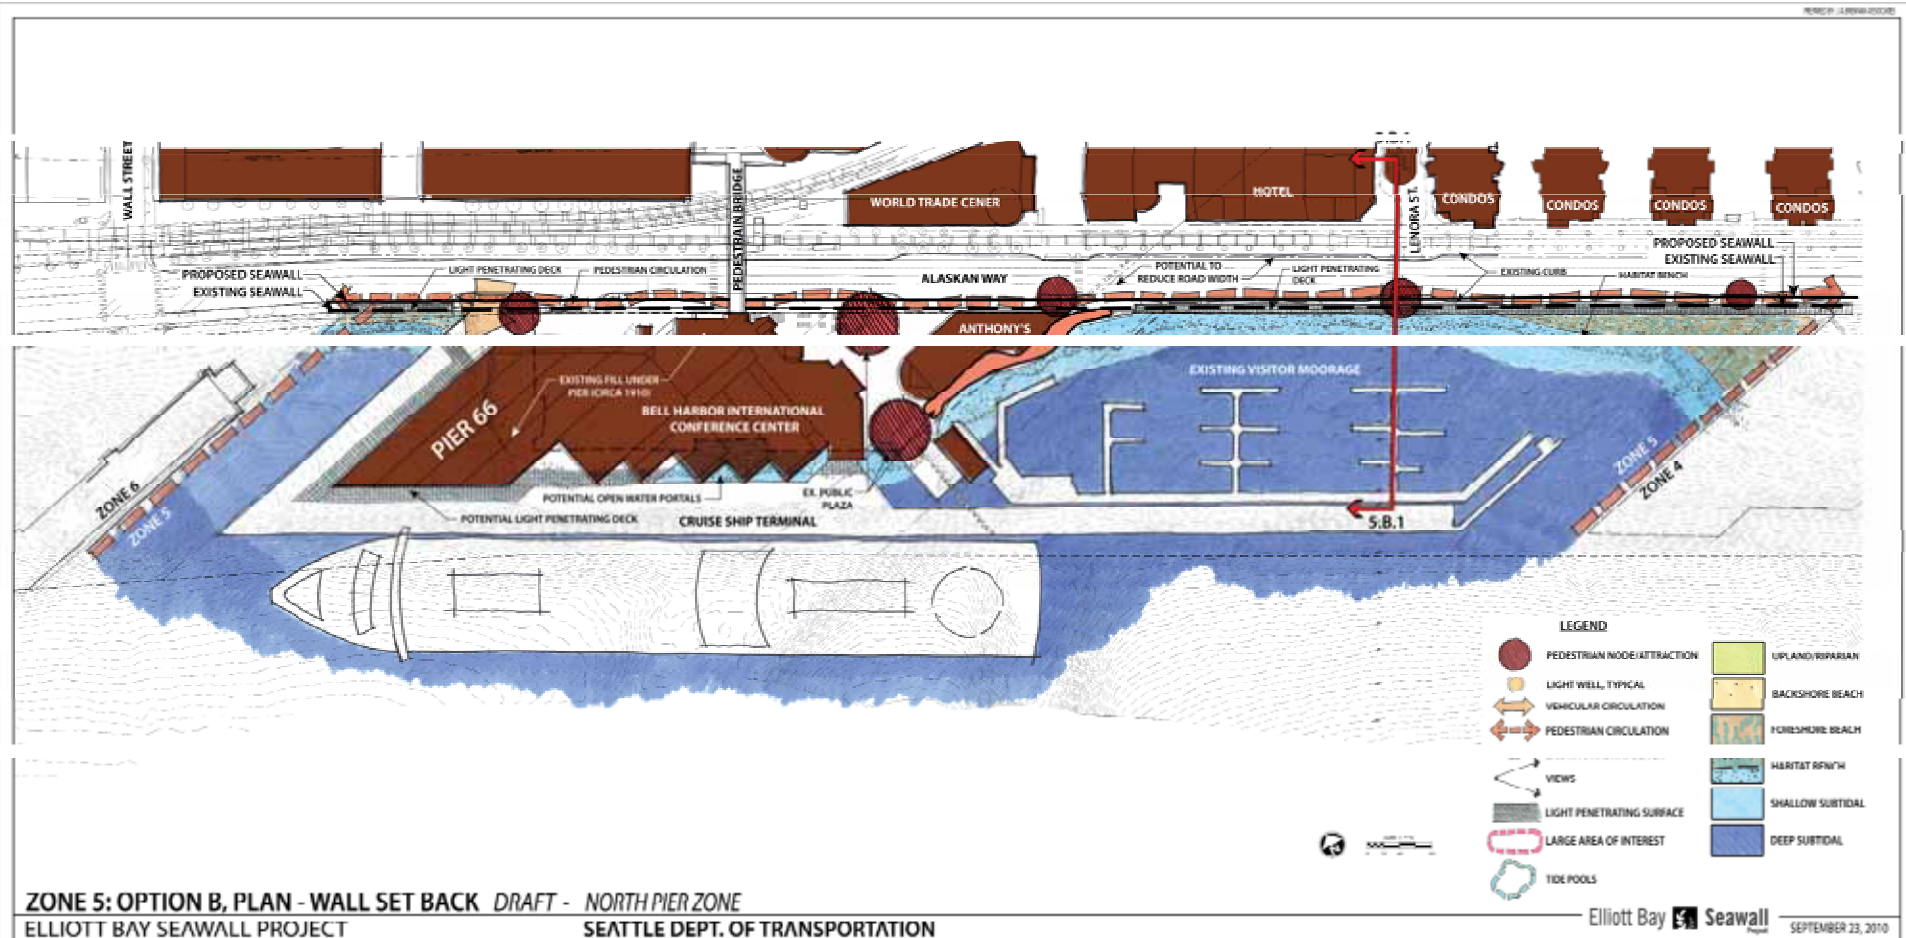 WALL STREET
PEDESTRAIN BRIDGE
WORLD TRADE CENER
HOTEL
LENORA ST.
CONDOS
CONDOS
CONDOS
CONDOS
PROPOSED SEAWALL
EXISTING SEAWALL
PROPOSED SEAWALL
EXISTING SEAWALL
LIGHT PENETRATING DECK
PEDESTRIAN CIRCULATION
ALASKAN WAY
POTENTIAL TO
REDUCE ROAD WIDTH
LIGHT PENETRATING
DECK
EXISTING CURB
HABITAT BENCH
ANTHONY'S
EXISTING FILL UNDER
PIER (CIRCA 1910)
PIER 66
BELL HARBOR INTERNATIONAL
CONFERENCE CENTER
EXISTING VISITOR MOORAGE
ZONE 6
ZONE 5
ZONE 5
ZONE 4
POTENTIAL OPEN WATER PORTALS
EX. PUBLIC
PLAZA
POTENTIAL LIGHT PENETRATING DECK
CRUISE SHIP TERMINAL
5.B.1
LEGEND
PEDESTRIAN NODE/ATTRACTION
LIGHT WELL, TYPICAL
VEHICULAR CIRCULATION
PEDESTRIAN CIRCULATION
VIEWS
LIGHT PENETRATING SURFACE
LARGE AREA OF INTEREST
TIDE POOLS
UPLAND/RIPARIAN
BACKSHORE BEACH
FORESHORE BEACH
HABITAT BENCH
SHALLOW SUBTIDAL
DEEP SUBTIDAL
ZONE 5: OPTION B, PLAN - WALL SET BACK DRAFT - NORTH PIER ZONE
ELLIOTT BAY SEAWALL PROJECT
SEATTLE DEPT. OF TRANSPORTATION
Elliott Bay Seawall
Project
SEPTEMBER 23, 2010